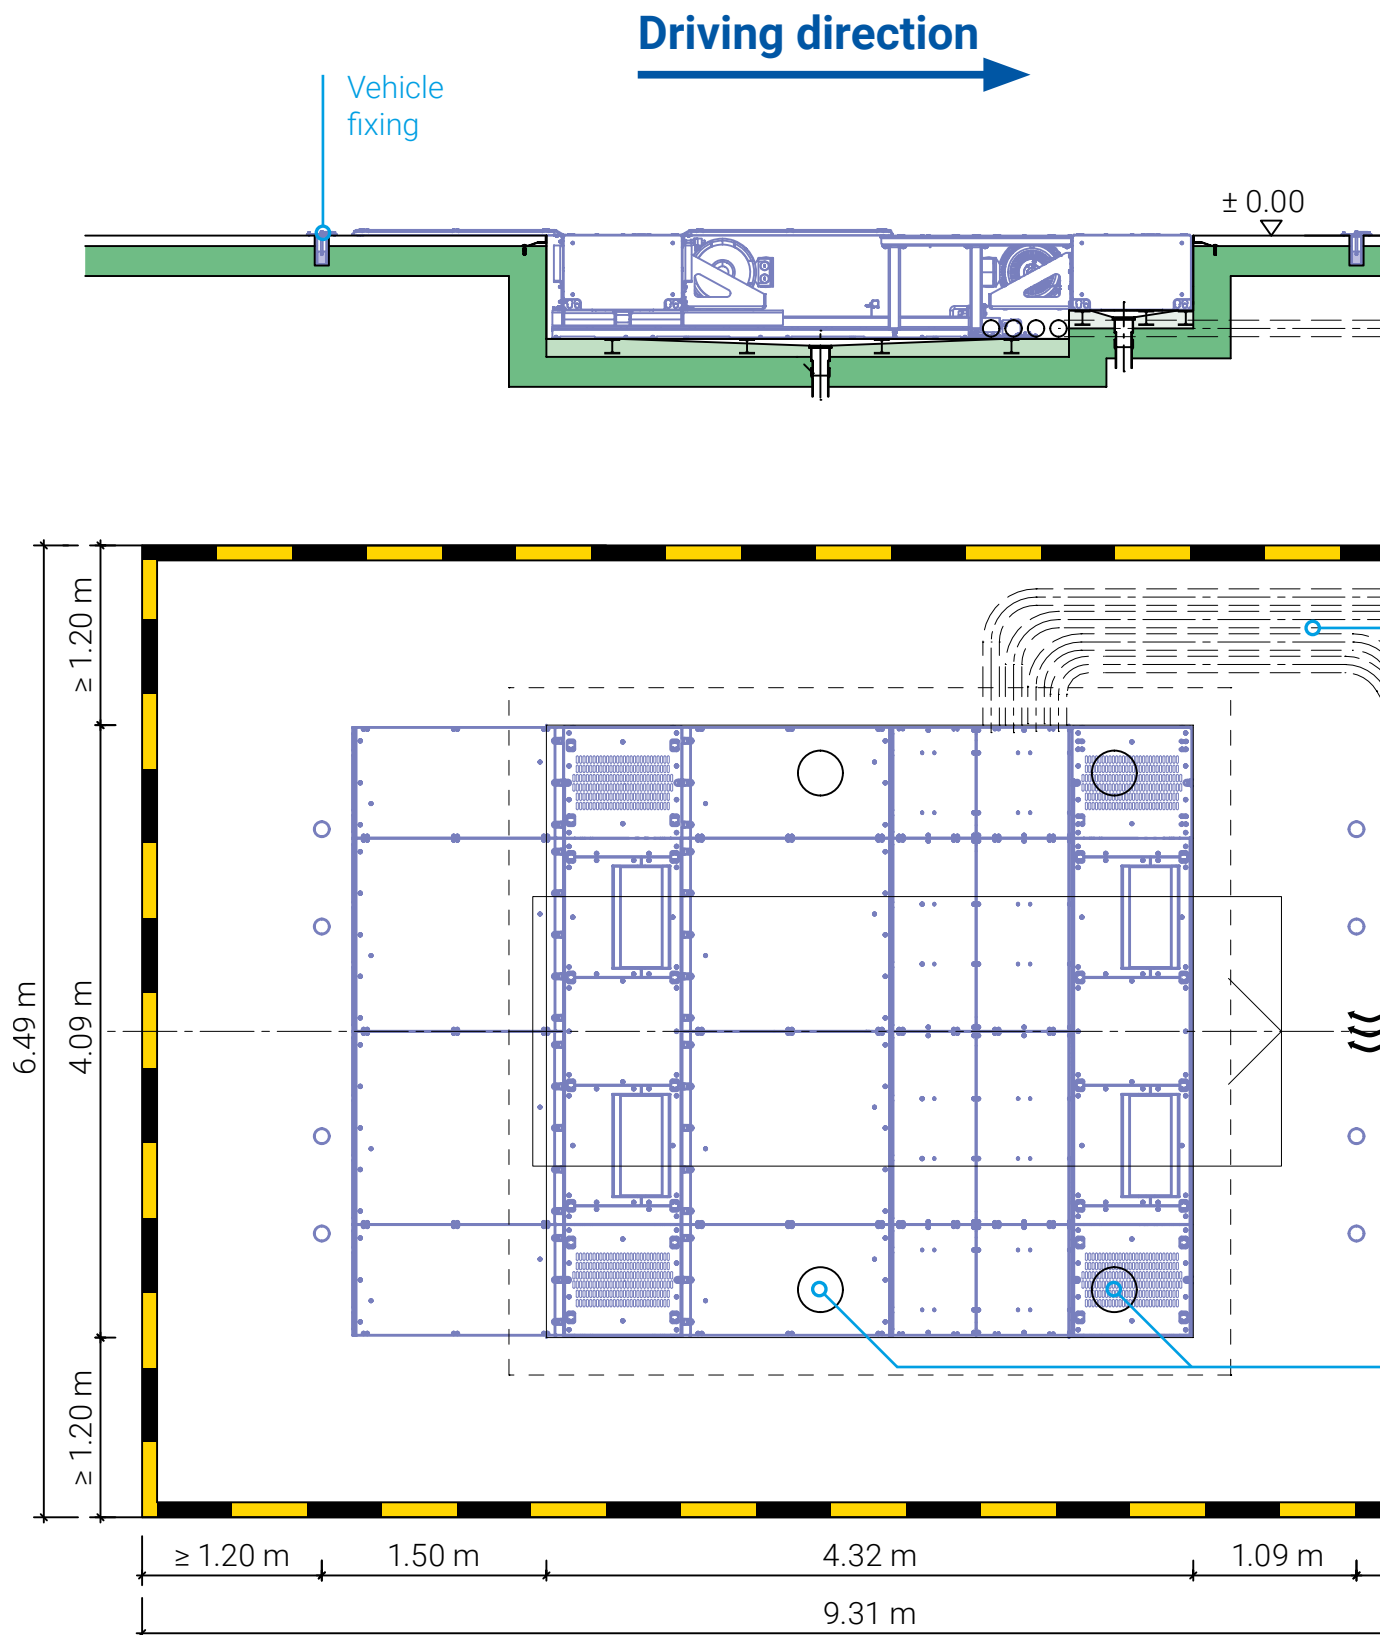 Driving direction
Vehicle
fixing
± 0.00
≥ 1.20 m
6.49 m
4.09 m
≥ 1.20 m
≥ 1.20 m
1.50 m
4.32 m
1.09 m
9.31 m